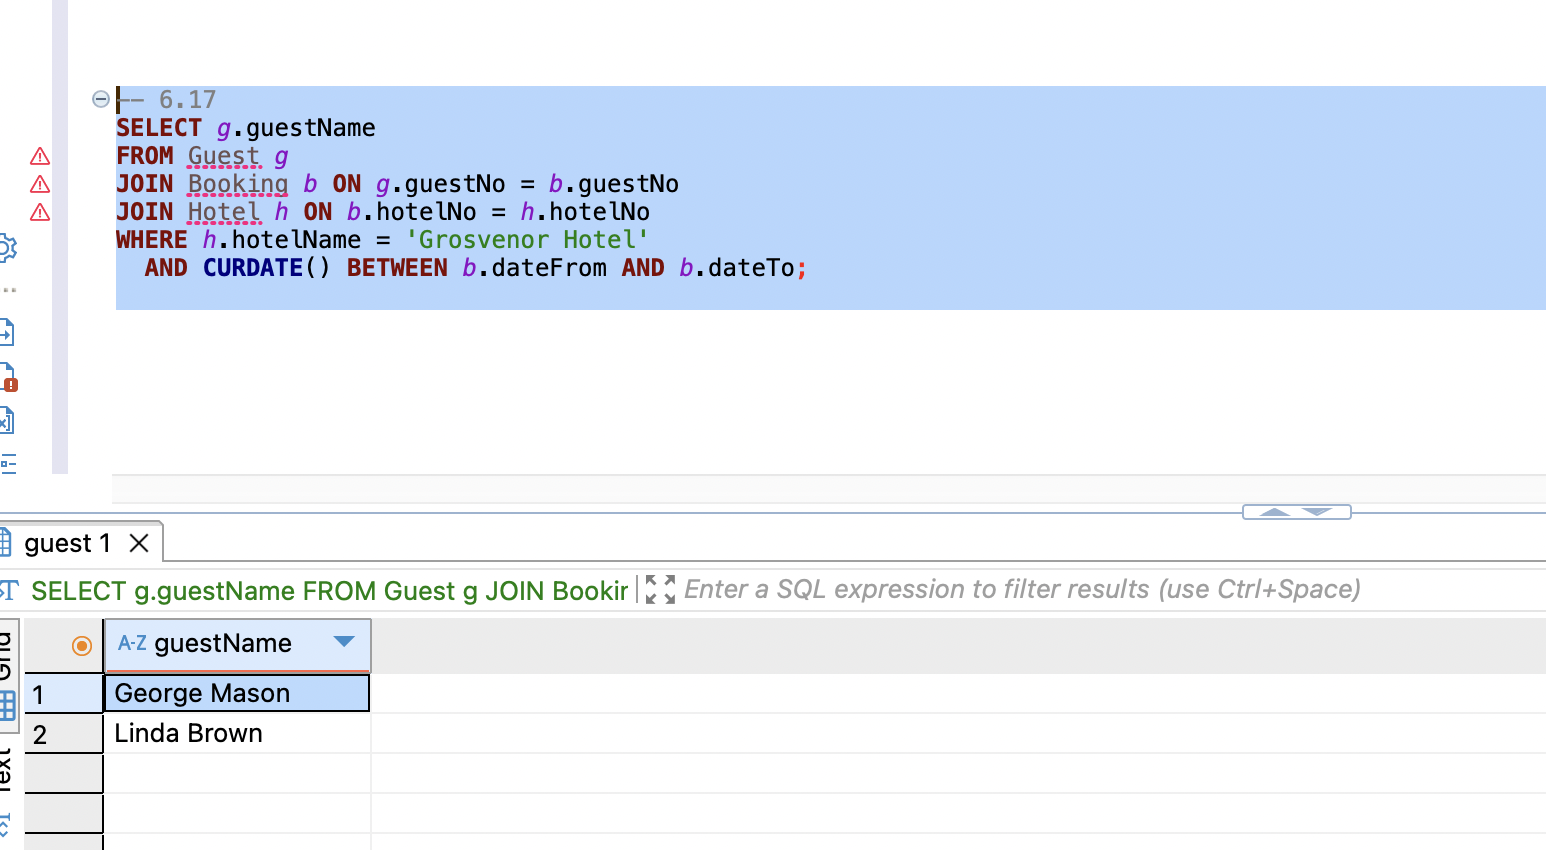 -- 6.17
SELECT g.guestName
FROM Guest g
JOIN Booking b ON g.guestNo = b.guestNo
JOIN Hotel h ON b.hotelNo = h.hotelNo
WHERE h.hotelName = 'Grosvenor Hotel'
  AND CURDATE() BETWEEN b.dateFrom AND b.dateTo;
guest 1
SELECT g.guestName FROM Guest g JOIN Bookin Enter a SQL expression to filter results (use Ctrl+Space)
Grid
A-Z guestName
1 George Mason
2 Linda Brown
Text